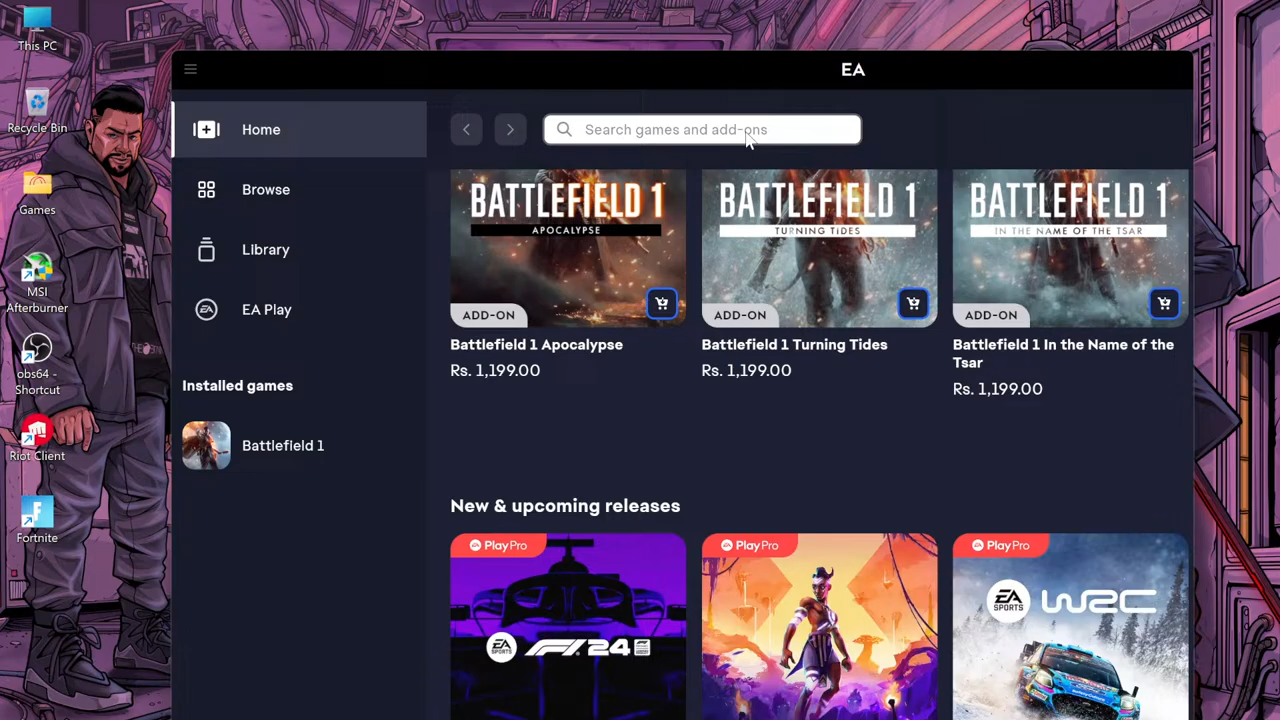 This PC
Recycle Bin
Games
MSI
Afterburner
obs64 -
Shortcut
Riot Client
Fortnite
EA
Home
Browse
Library
EA Play
Installed games
Battlefield 1
Search games and add-ons
BATTLEFIELD 1
APOCALYPSE
ADD-ON
Battlefield 1 Apocalypse
Rs. 1,199.00
BATTLEFIELD 1
TURNING TIDES
ADD-ON
Battlefield 1 Turning Tides
Rs. 1,199.00
BATTLEFIELD 1
IN THE NAME OF THE TSAR
ADD-ON
Battlefield 1 In the Name of the
Tsar
Rs. 1,199.00
New & upcoming releases
EA Play Pro
EA SPORTS F1 24
EA Play Pro
EA Play Pro
EA SPORTS WRC